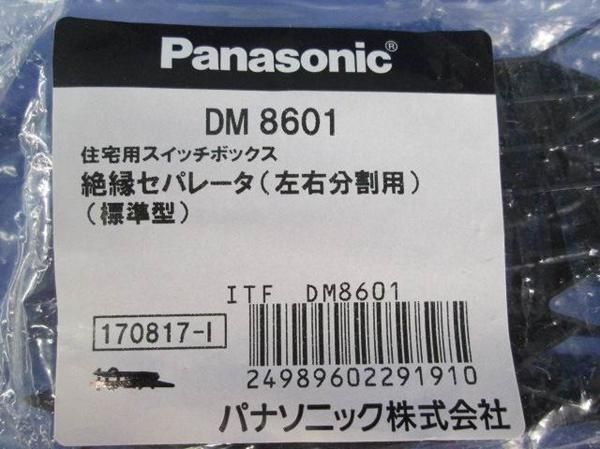 Panasonic®
DM 8601
住宅用スイッチボックス
絶縁セパレータ(左右分割用)
(標準型)
ITF DM8601
170817-I
24989602291910
パナソニック株式会社